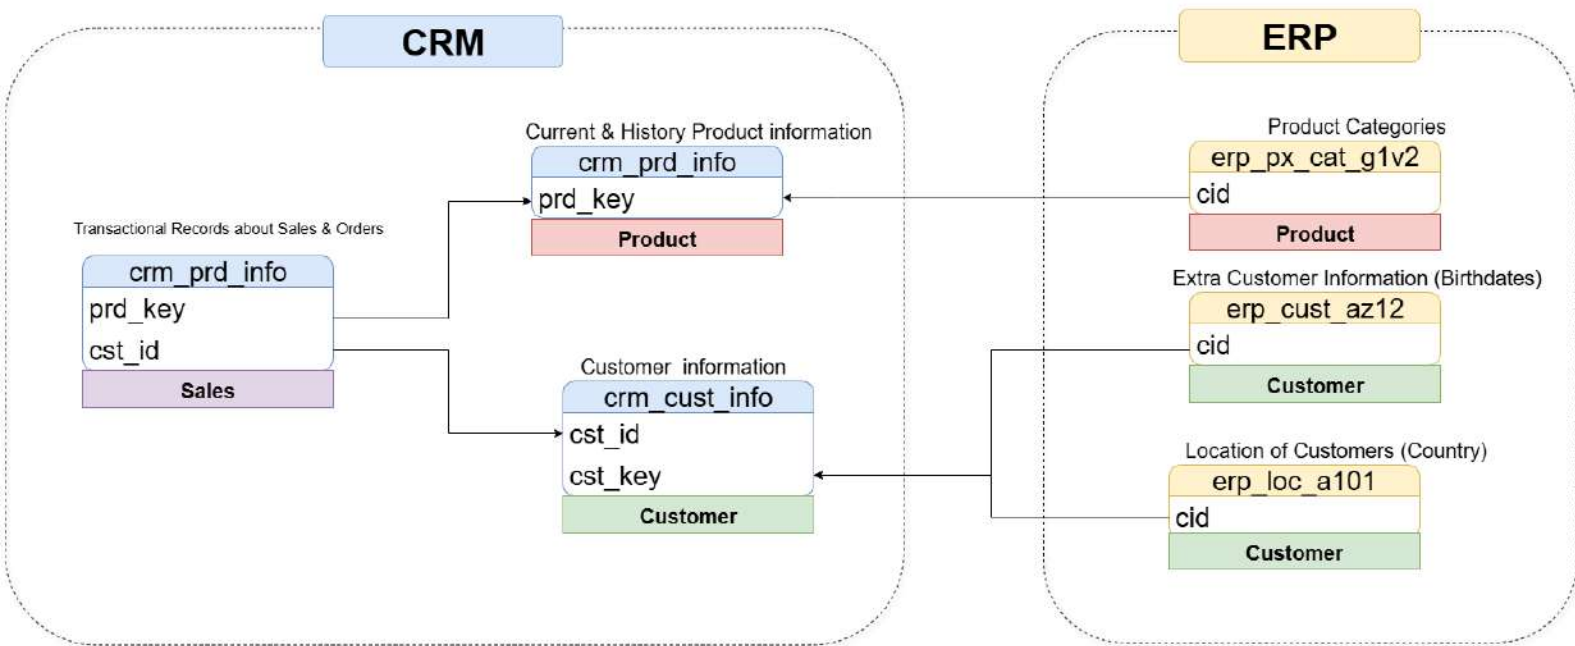 CRM
Current & History Product information
crm_prd_info
prd_key
Product
Transactional Records about Sales & Orders
crm_prd_info
prd_key
cst_id
Sales
Customer information
crm_cust_info
cst_id
cst_key
Customer
ERP
Product Categories
erp_px_cat_g1v2
cid
Product
Extra Customer Information (Birthdates)
erp_cust_az12
cid
Customer
Location of Customers (Country)
erp_loc_a101
cid
Customer